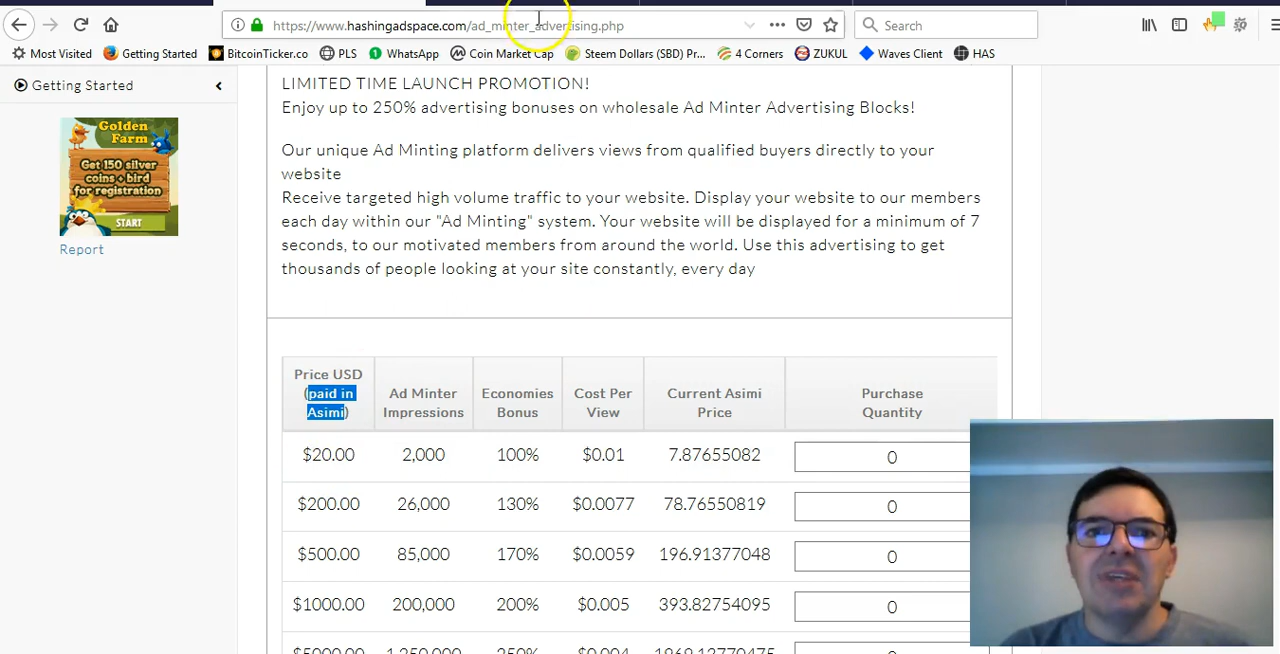 https://www.hashingadspace.com/ad_minter_advertising.php
Search
Most Visited
Getting Started
BitcoinTicker.co
PLS
WhatsApp
Coin Market Cap
Steem Dollars (SBD) Pr...
4 Corners
ZUKUL
Waves Client
HAS
Getting Started
Golden
Farm
Get 150 silver
coins + bird
for registration
START
Report
LIMITED TIME LAUNCH PROMOTION!
Enjoy up to 250% advertising bonuses on wholesale Ad Minter Advertising Blocks!
Our unique Ad Minting platform delivers views from qualified buyers directly to your
website
Receive targeted high volume traffic to your website. Display your website to our members
each day within our "Ad Minting" system. Your website will be displayed for a minimum of 7
seconds, to our motivated members from around the world. Use this advertising to get
thousands of people looking at your site constantly, every day
Price USD
(paid in
Asimi)
Ad Minter
Impressions
Economies
Bonus
Cost Per
View
Current Asimi
Price
Purchase
Quantity
$20.00 2,000 100% $0.01 7.87655082 0
$200.00 26,000 130% $0.0077 78.76550819 0
$500.00 85,000 170% $0.0059 196.91377048 0
$1000.00 200,000 200% $0.005 393.82754095 0